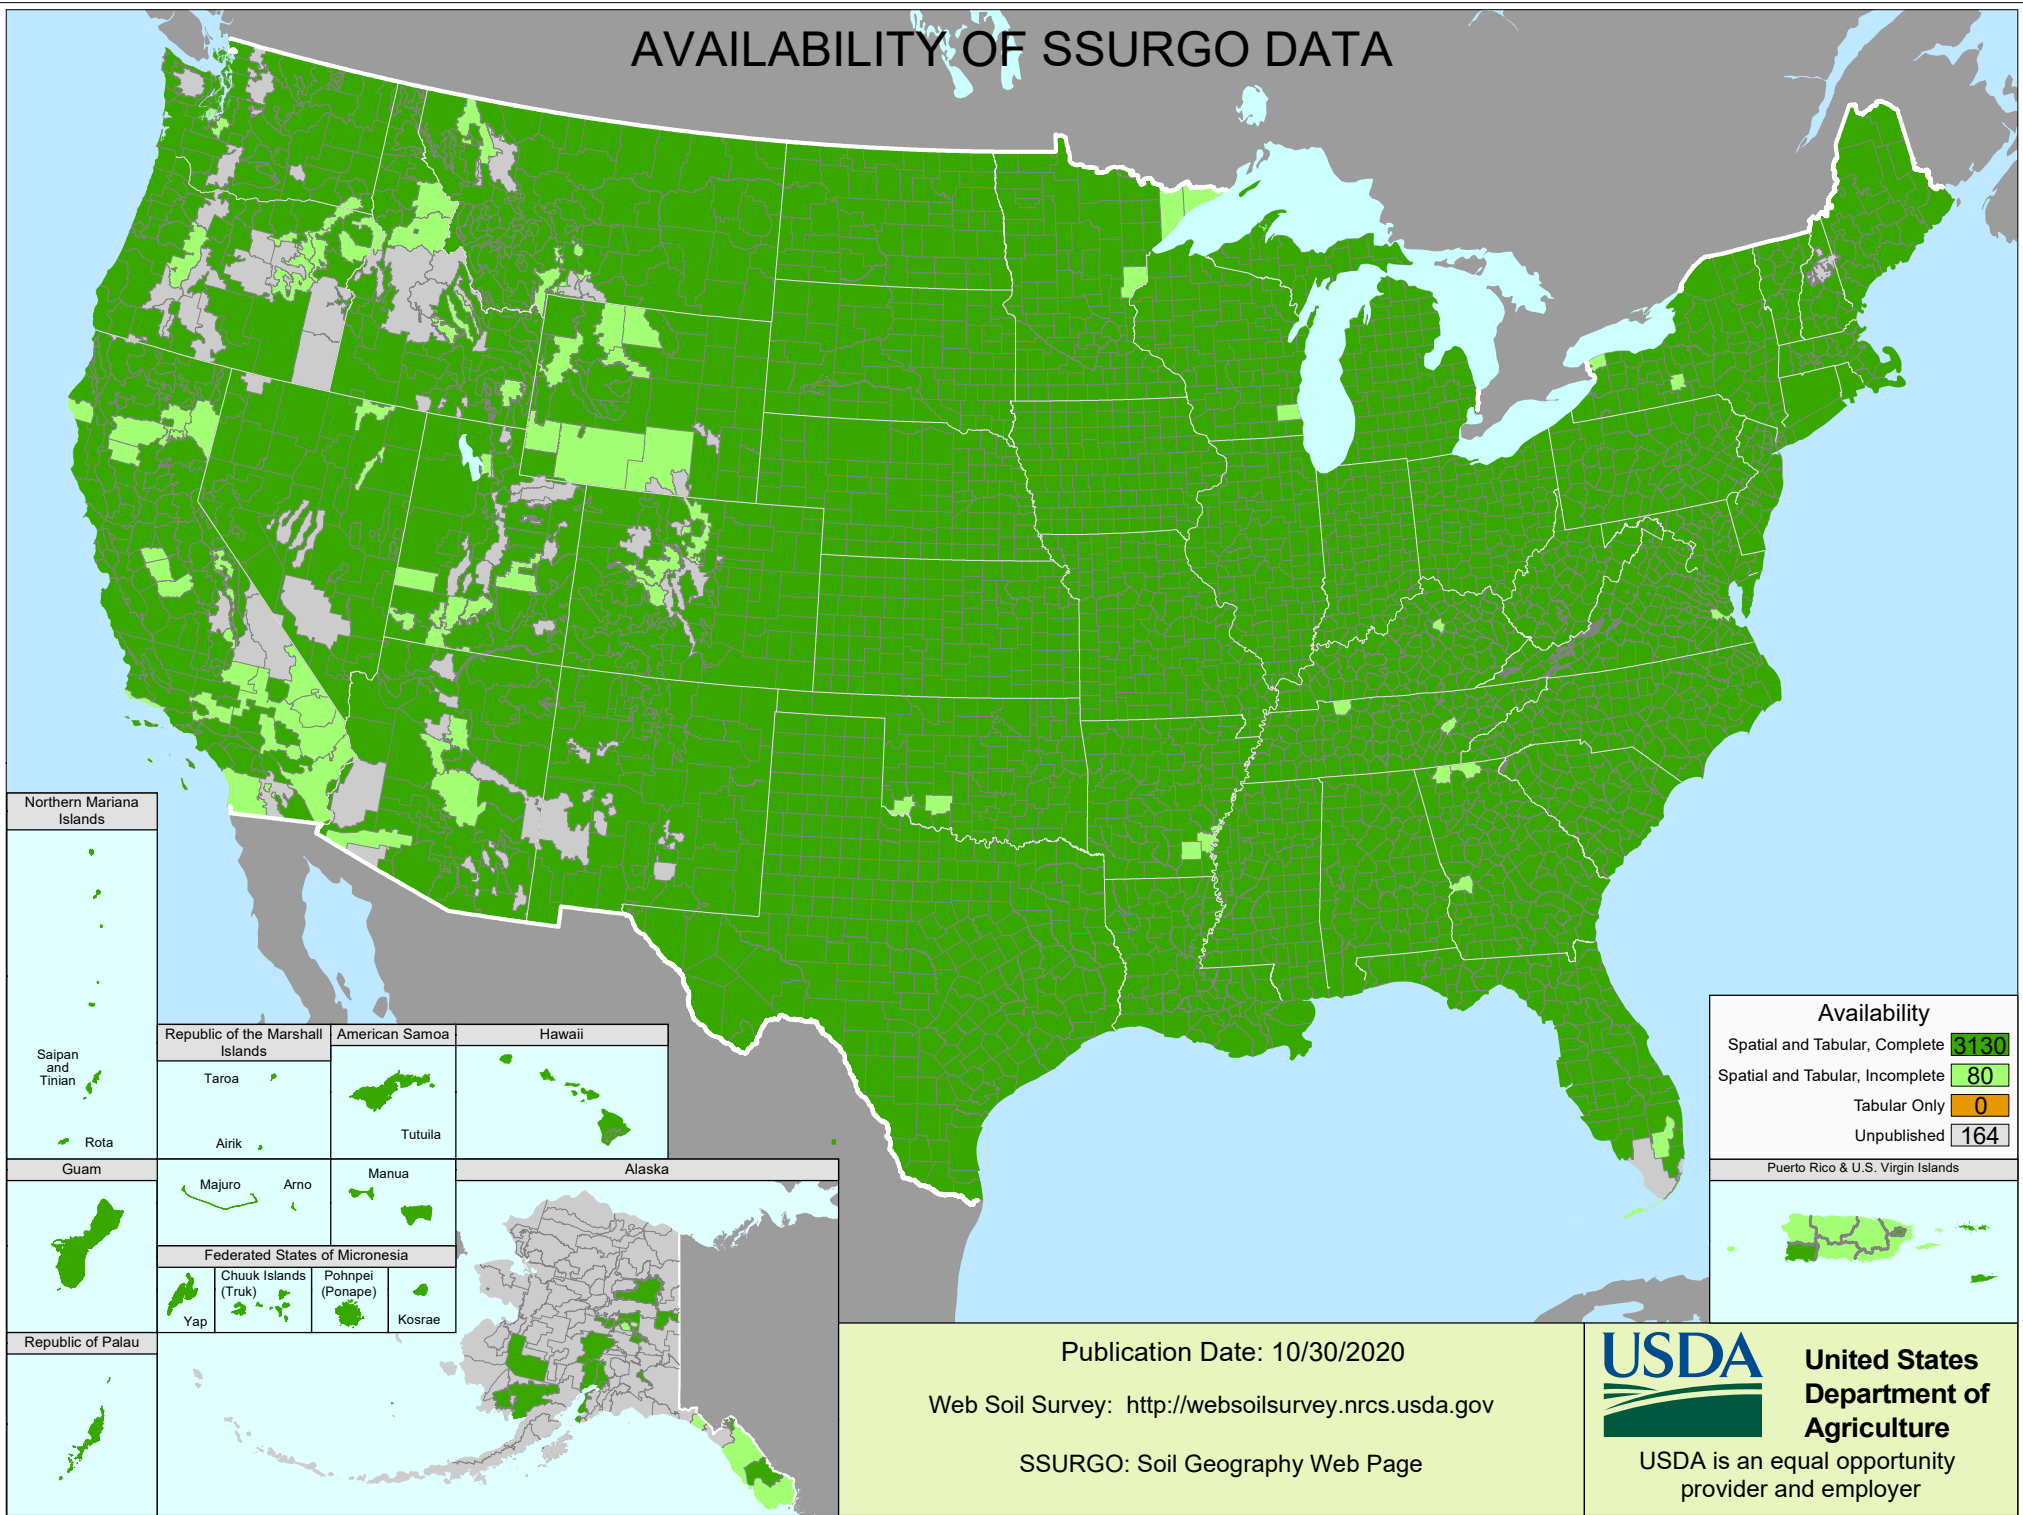 AVAILABILITY OF SSURGO DATA
Northern Mariana
Islands
Saipan
and
Tinian
Rota
Republic of the Marshall
Islands
Taroa
Airik
Majuro
Arno
American Samoa
Tutuila
Manua
Hawaii
Guam
Federated States of Micronesia
Yap
Chuuk Islands
(Truk)
Pohnpei
(Ponape)
Kosrae
Republic of Palau
Alaska
Availability
Spatial and Tabular, Complete 3130
Spatial and Tabular, Incomplete 80
Tabular Only 0
Unpublished 164
Puerto Rico & U.S. Virgin Islands
Publication Date: 10/30/2020
Web Soil Survey: http://websoilsurvey.nrcs.usda.gov
SSURGO: Soil Geography Web Page
USDA
United States
Department of
Agriculture
USDA is an equal opportunity
provider and employer